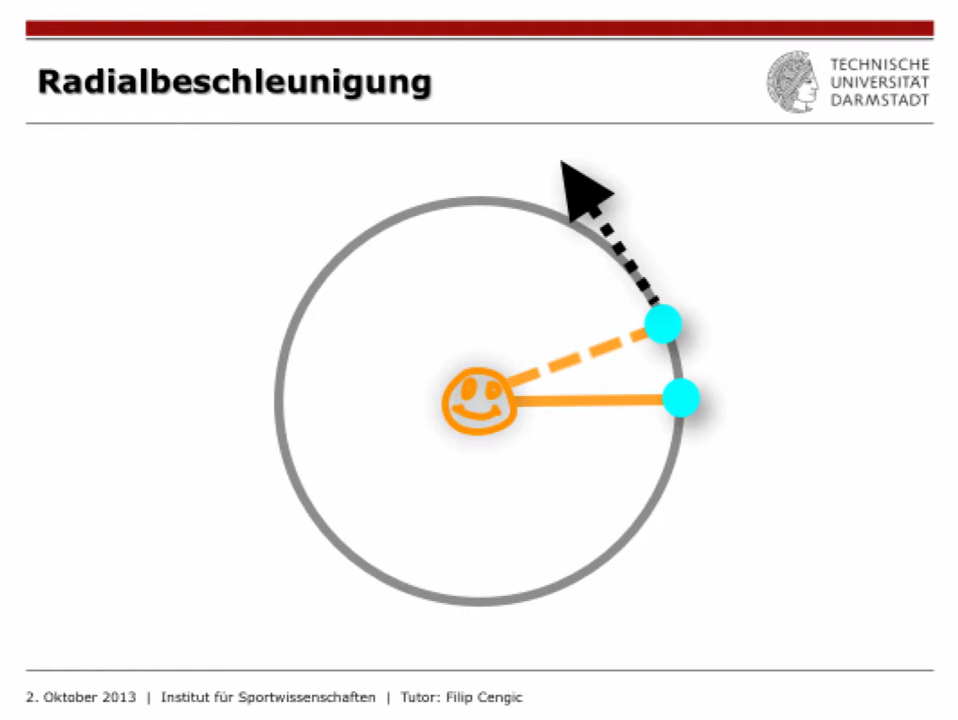 Radialbeschleunigung
TECHNISCHE
UNIVERSITÄT
DARMSTADT
2. Oktober 2013 | Institut für Sportwissenschaften | Tutor: Filip Cengic